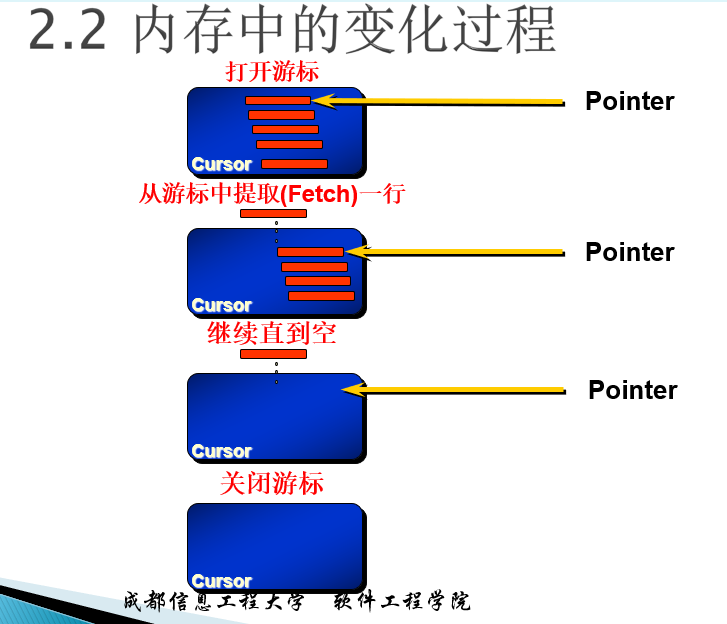 2.2 内存中的变化过程
打开游标
Pointer
Cursor
从游标中提取(Fetch)一行
Pointer
Cursor
继续直到空
Pointer
Cursor
关闭游标
Cursor
成都信息工程大学 软件工程学院